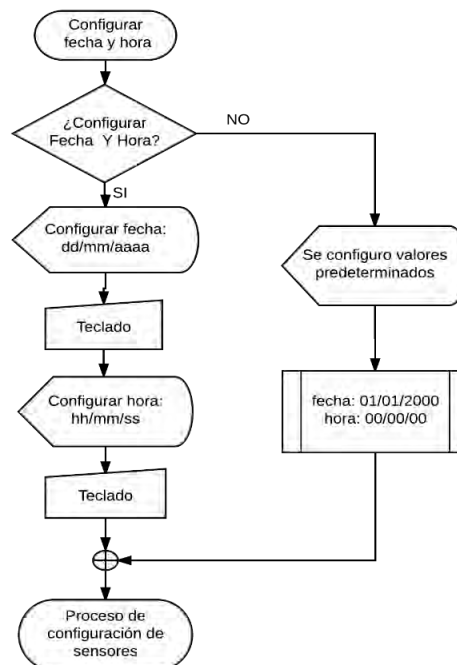 Configurar
fecha y hora
¿Configurar
Fecha Y Hora?
NO
SI
Configurar fecha:
dd/mm/aaaa
Se configuro valores
predeterminados
Teclado
Configurar hora:
hh/mm/ss
fecha: 01/01/2000
hora: 00/00/00
Teclado
Proceso de
configuración de
sensores